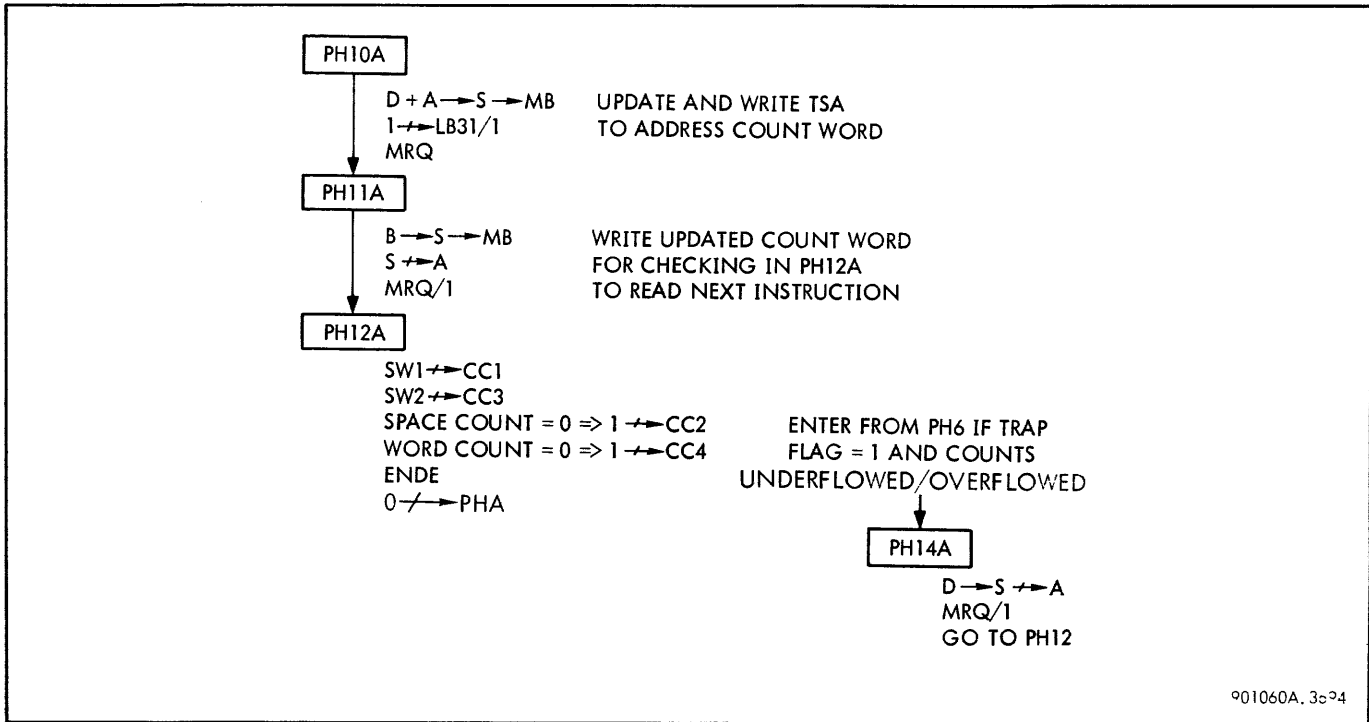 PH10A
D + A → S → MB UPDATE AND WRITE TSA
1 ↛ LB31/1 TO ADDRESS COUNT WORD
MRQ
PH11A
B → S → MB WRITE UPDATED COUNT WORD
S ↛ A FOR CHECKING IN PH12A
MRQ/1 TO READ NEXT INSTRUCTION
PH12A
SW1 ↛ CC1
SW2 ↛ CC3
SPACE COUNT = 0 => 1 ↛ CC2
WORD COUNT = 0 => 1 ↛ CC4
ENDE
0 ↛ PHA
ENTER FROM PH6 IF TRAP
FLAG = 1 AND COUNTS
UNDERFLOWED/OVERFLOWED
PH14A
D → S ↛ A
MRQ/1
GO TO PH12